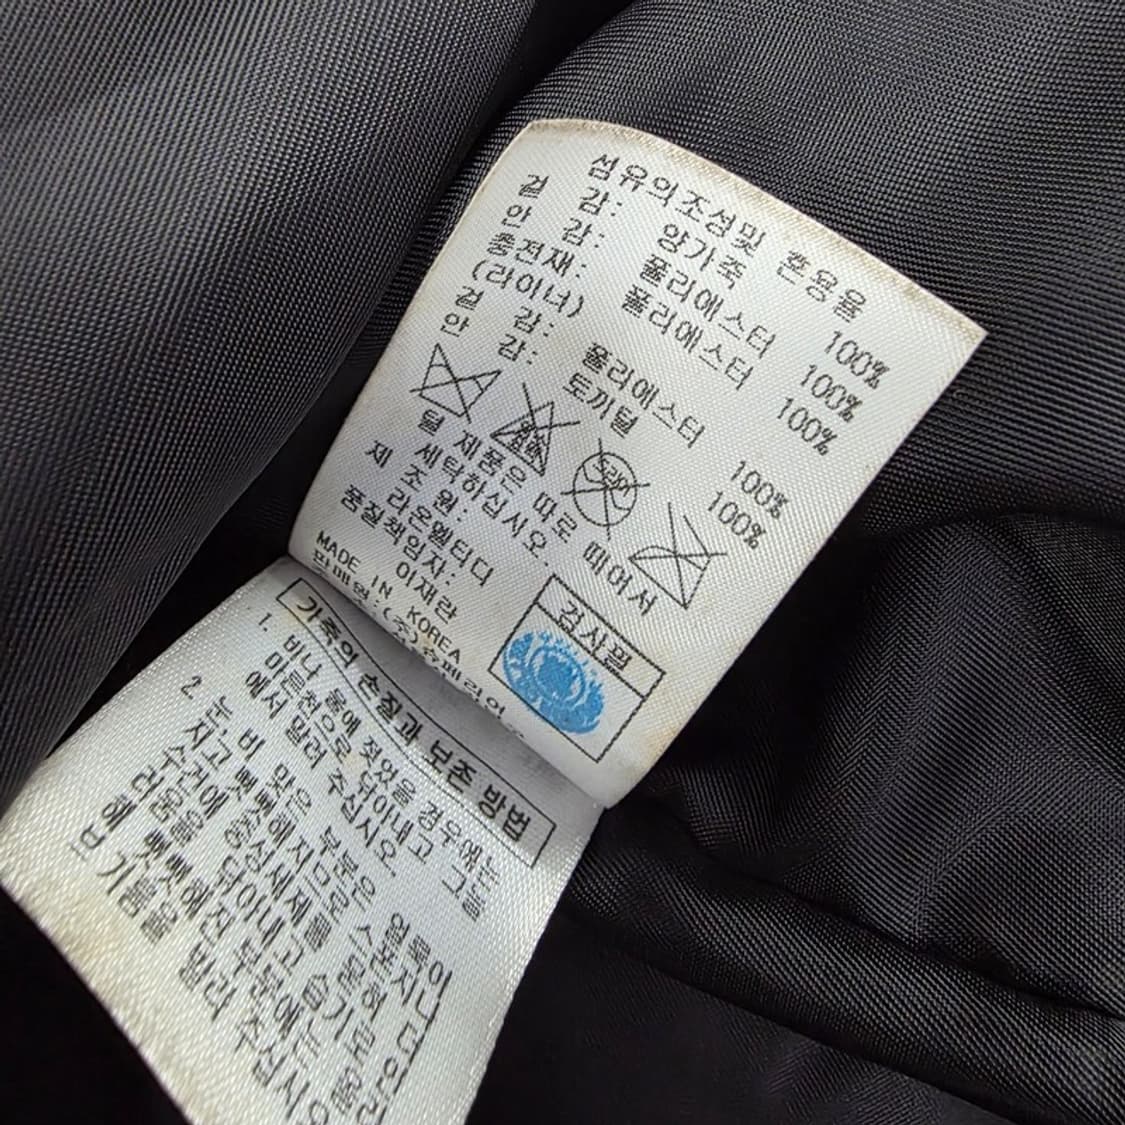 섬유의조성및 혼용율
겉 감: 양가죽 100%
안 감: 폴리에스터 100%
충전재: 폴리에스터 100%
(라이너)
겉 감: 폴리에스터 100%
안 감: 토끼털 100%
드라이
털 제품은 따로 떼어서
세탁하십시오.
제 조 원:
리온월티디
품질책임자:
이재란
MADE IN KOREA
판매원:(주)
검사필
가죽의 손질과 보존 방법
1. 비나 물에 젖었을 경우에는
마른천으로 닦아내고 그늘
에서 말려 주십시오
2 눈, 비 맞은 부분은 얼룩이
지고 뻣뻣해지므로 스폰지나
수건에 중성세제를
러움을 닦아내고 습기로 인
해 뻣뻣해진 부분에는
브기름을 발라 주십시오